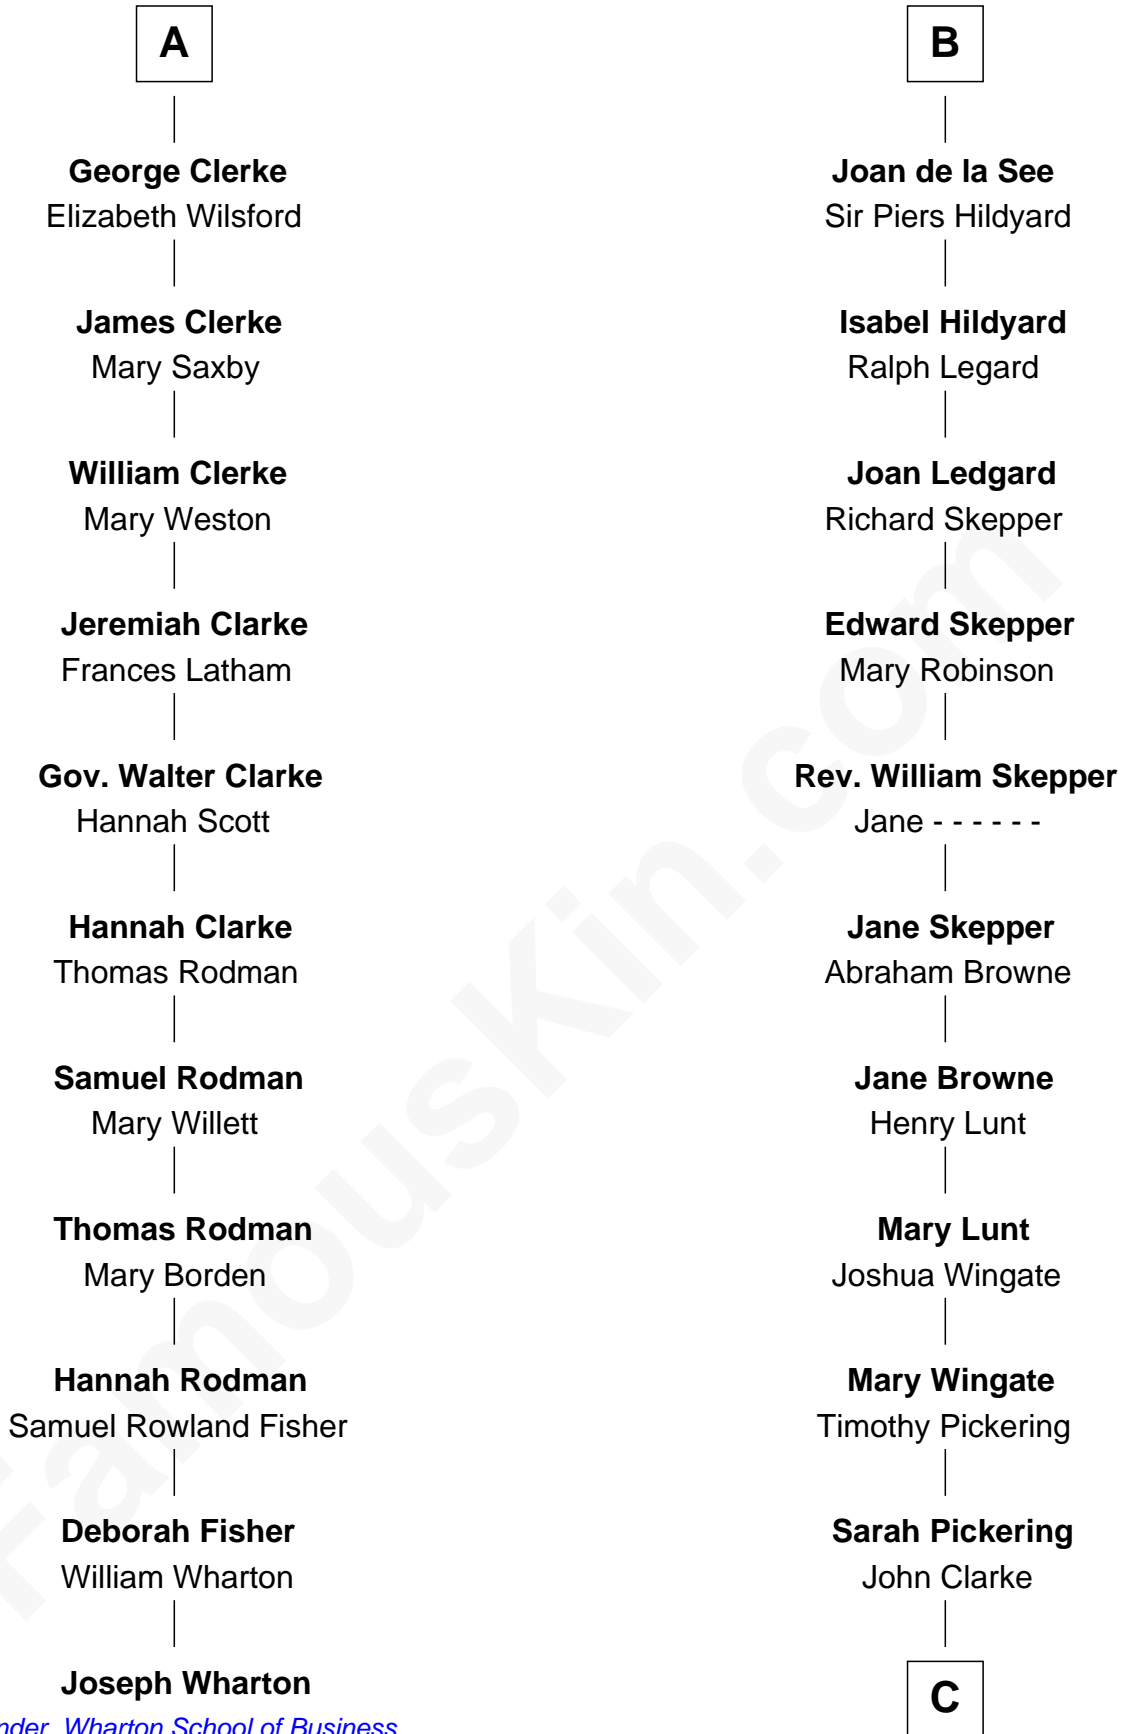 A
George Clerke
Elizabeth Wilsford
James Clerke
Mary Saxby
William Clerke
Mary Weston
Jeremiah Clarke
Frances Latham
Gov. Walter Clarke
Hannah Scott
Hannah Clarke
Thomas Rodman
Samuel Rodman
Mary Willett
Thomas Rodman
Mary Borden
Hannah Rodman
Samuel Rowland Fisher
Deborah Fisher
William Wharton
Joseph Wharton
Wharton School of Business
B
Joan de la See
Sir Piers Hildyard
Isabel Hildyard
Ralph Legard
Joan Ledgard
Richard Skepper
Edward Skepper
Mary Robinson
Rev. William Skepper
Jane - - - - - -
Jane Skepper
Abraham Browne
Jane Browne
Henry Lunt
Mary Lunt
Joshua Wingate
Mary Wingate
Timothy Pickering
Sarah Pickering
John Clarke
C
FamousKin.com